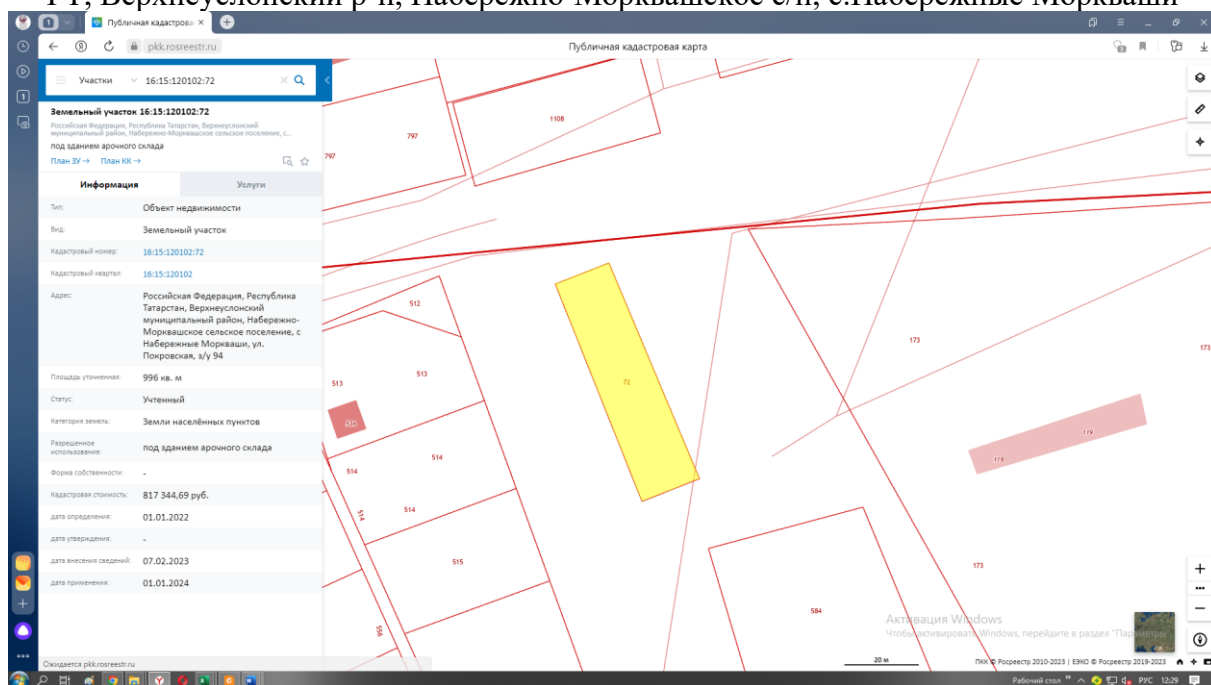 РТ, Верхнеуслонский р-н, Набережно-Морквашское с/п, с.Набережные Моркваши
1
Публичная кадастрова
pkk.rosreestr.ru
Публичная кадастровая карта
Участки
16:15:120102:72
Земельный участок 16:15:120102:72
Российская Федерация, Республика Татарстан, Верхнеуслонский
муниципальный район, Набережно-Морквашское сельское поселение, с...
под зданием арочного склада
План ЗУ →
План КК →
Информация
Услуги
Тип:
Объект недвижимости
Вид:
Земельный участок
Кадастровый номер:
16:15:120102:72
Кадастровый квартал:
16:15:120102
Адрес:
Российская Федерация, Республика
Татарстан, Верхнеуслонский
муниципальный район, Набережно-
Морквашское сельское поселение, с
Набережные Моркваши, ул.
Покровская, з/у 94
Площадь уточненная:
996 кв. м
Статус:
Учтенный
Категория земель:
Земли населённых пунктов
Разрешенное
использование:
под зданием арочного склада
Форма собственности:
-
Кадастровая стоимость:
817 344,69 руб.
дата определения:
01.01.2022
дата утверждения:
-
дата внесения сведений:
07.02.2023
дата применения:
01.01.2024
Ожидается pkk.rosreestr.ru
797
1108
797
512
513
513
72
173
173
119
119
514
514
514
514
515
173
584
556
Активация Windows
Чтобы активировать Windows, перейдите в раздел "Параметры
20 м
ПКК © Росреестр 2010-2023 | ЕЭКО © Росреестр 2019-2023
Рабочий стол
РУС
12:29